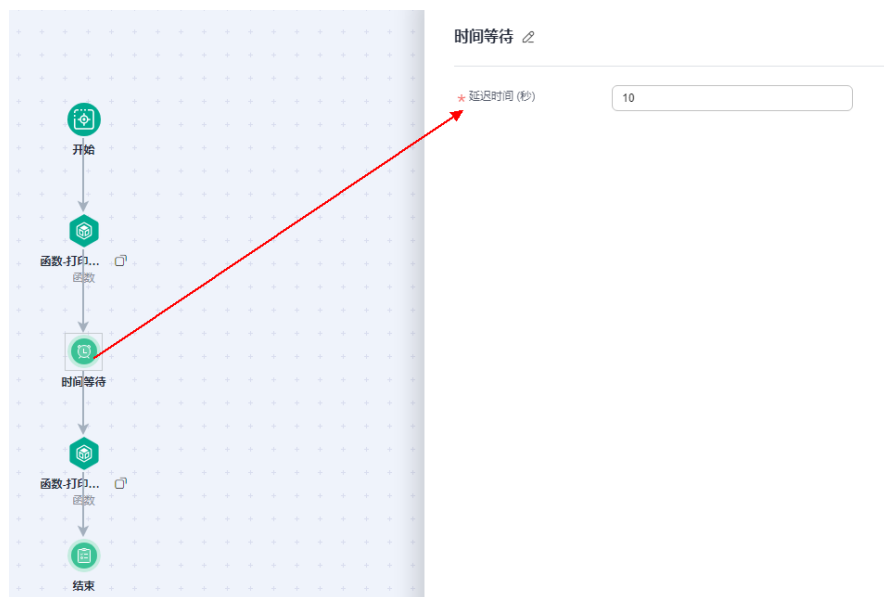 时间等待
* 延迟时间 (秒)
10
开始
函数-打印...
函数
时间等待
函数-打印...
函数
结束